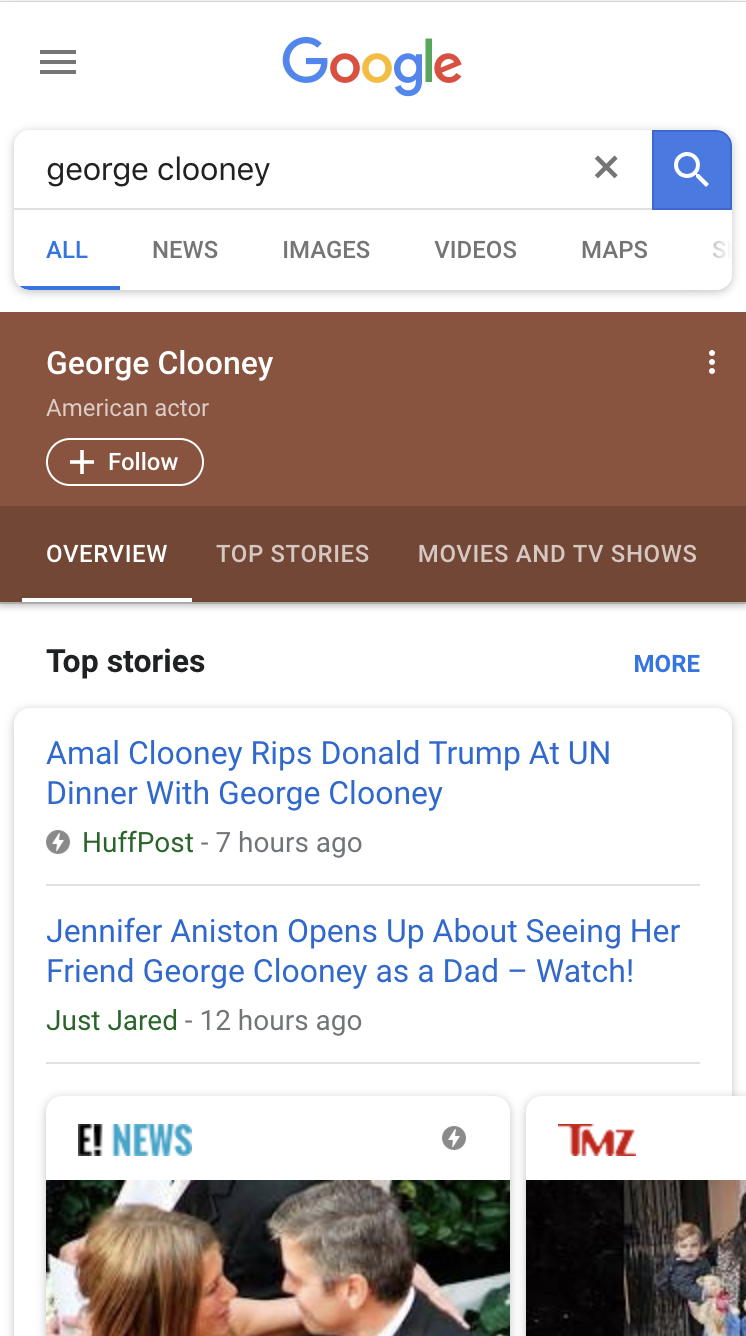 Google
george clooney
ALL NEWS IMAGES VIDEOS MAPS
George Clooney
American actor
Follow
OVERVIEW TOP STORIES MOVIES AND TV SHOWS
Top stories MORE
Amal Clooney Rips Donald Trump At UN
Dinner With George Clooney
HuffPost - 7 hours ago
Jennifer Aniston Opens Up About Seeing Her
Friend George Clooney as a Dad – Watch!
Just Jared - 12 hours ago
E! NEWS TMZ